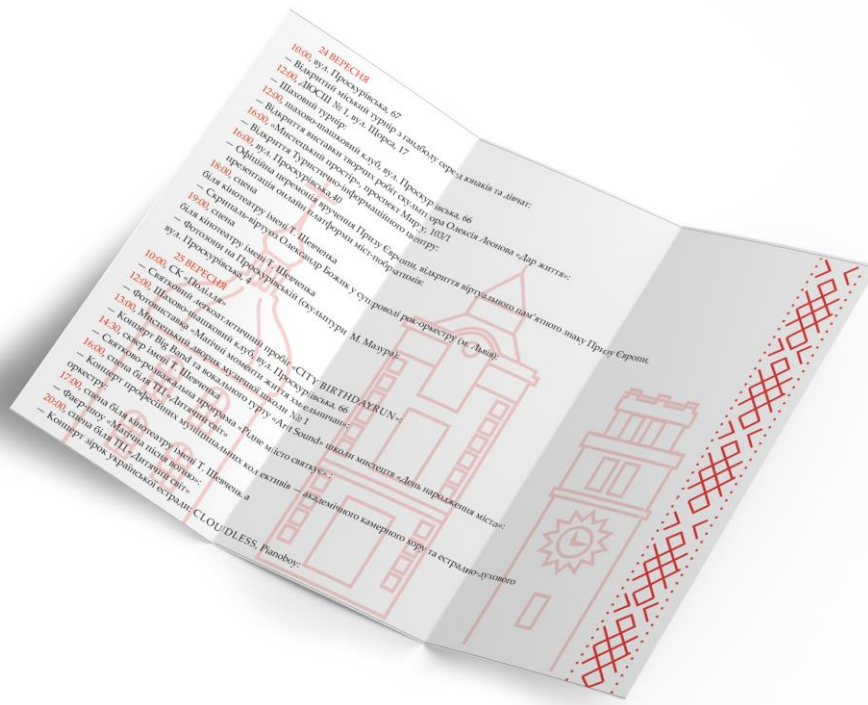 24 ВЕРЕСНЯ
10:00, вул. Проскурівська, 67
— Відкритий міський турнір з гандболу серед юнаків та дівчат:
12:00, ДЮСШ № 1, вул. Щорса, 17
— Шаховий турнір:
12:00, шахово-шашковий клуб, вул. Проскурівська, 66
— Відкриття виставки творчих робіт скульптора Олексія Леонова «Дар життя»:
16:00, «Мистецький простір», проспект Миру, 103/1
— Відкриття Туристично-інформаційного центру:
16:00, вул. Проскурівська,40
— Офіційна церемонія вручення Призу Європи, відкриття віртуального пам'ятного знаку Призу Європи,
презентація онлайн платформи міст-побратимів:
18:00, сцена
біля кінотеатру імені Т. Шевченка
— Скрипаль-віртуоз Олександр Божик у супроводі рок-оркестру (м. Львів):
19:00, сцена
біля кінотеатру імені Т. Шевченка
— Фотозони на Проскурівській (скульптури М. Мазура):
вул. Проскурівська, 4
25 ВЕРЕСНЯ
10:00, СК «Поділля»
— Святковий легкоатлетичний пробіг «CITY BIRTHDAYRUN»:
12:00, Шахово-шашковий клуб, вул. Проскурівська, 66
— Фотовиставка «Магічні моменти життя хмельничан»:
13:00, Мистецький дворик музичної школи № 1
— Концерт Big Band та вокального гурту «Art Sound» школи мистецтв «День народження міста»:
14:30, сквер імені Т. Шевченка
— Святково-розважальна програма «Рідне місто святкує»:
16:00, сцена біля ТЦ «Дитячий світ»
— Концерт професійних муніципальних колективів — академічного камерного хору та естрадно-духового
оркестру:
17:00, сцена біля кінотеатру імені Т. Шевченка
— Фаєр-шоу «Магічна пісня вогню»:
20:00, сцена біля ТЦ «Дитячий світ»
— Концерт зірок української естради: CLOUDLESS, Pianoboy: